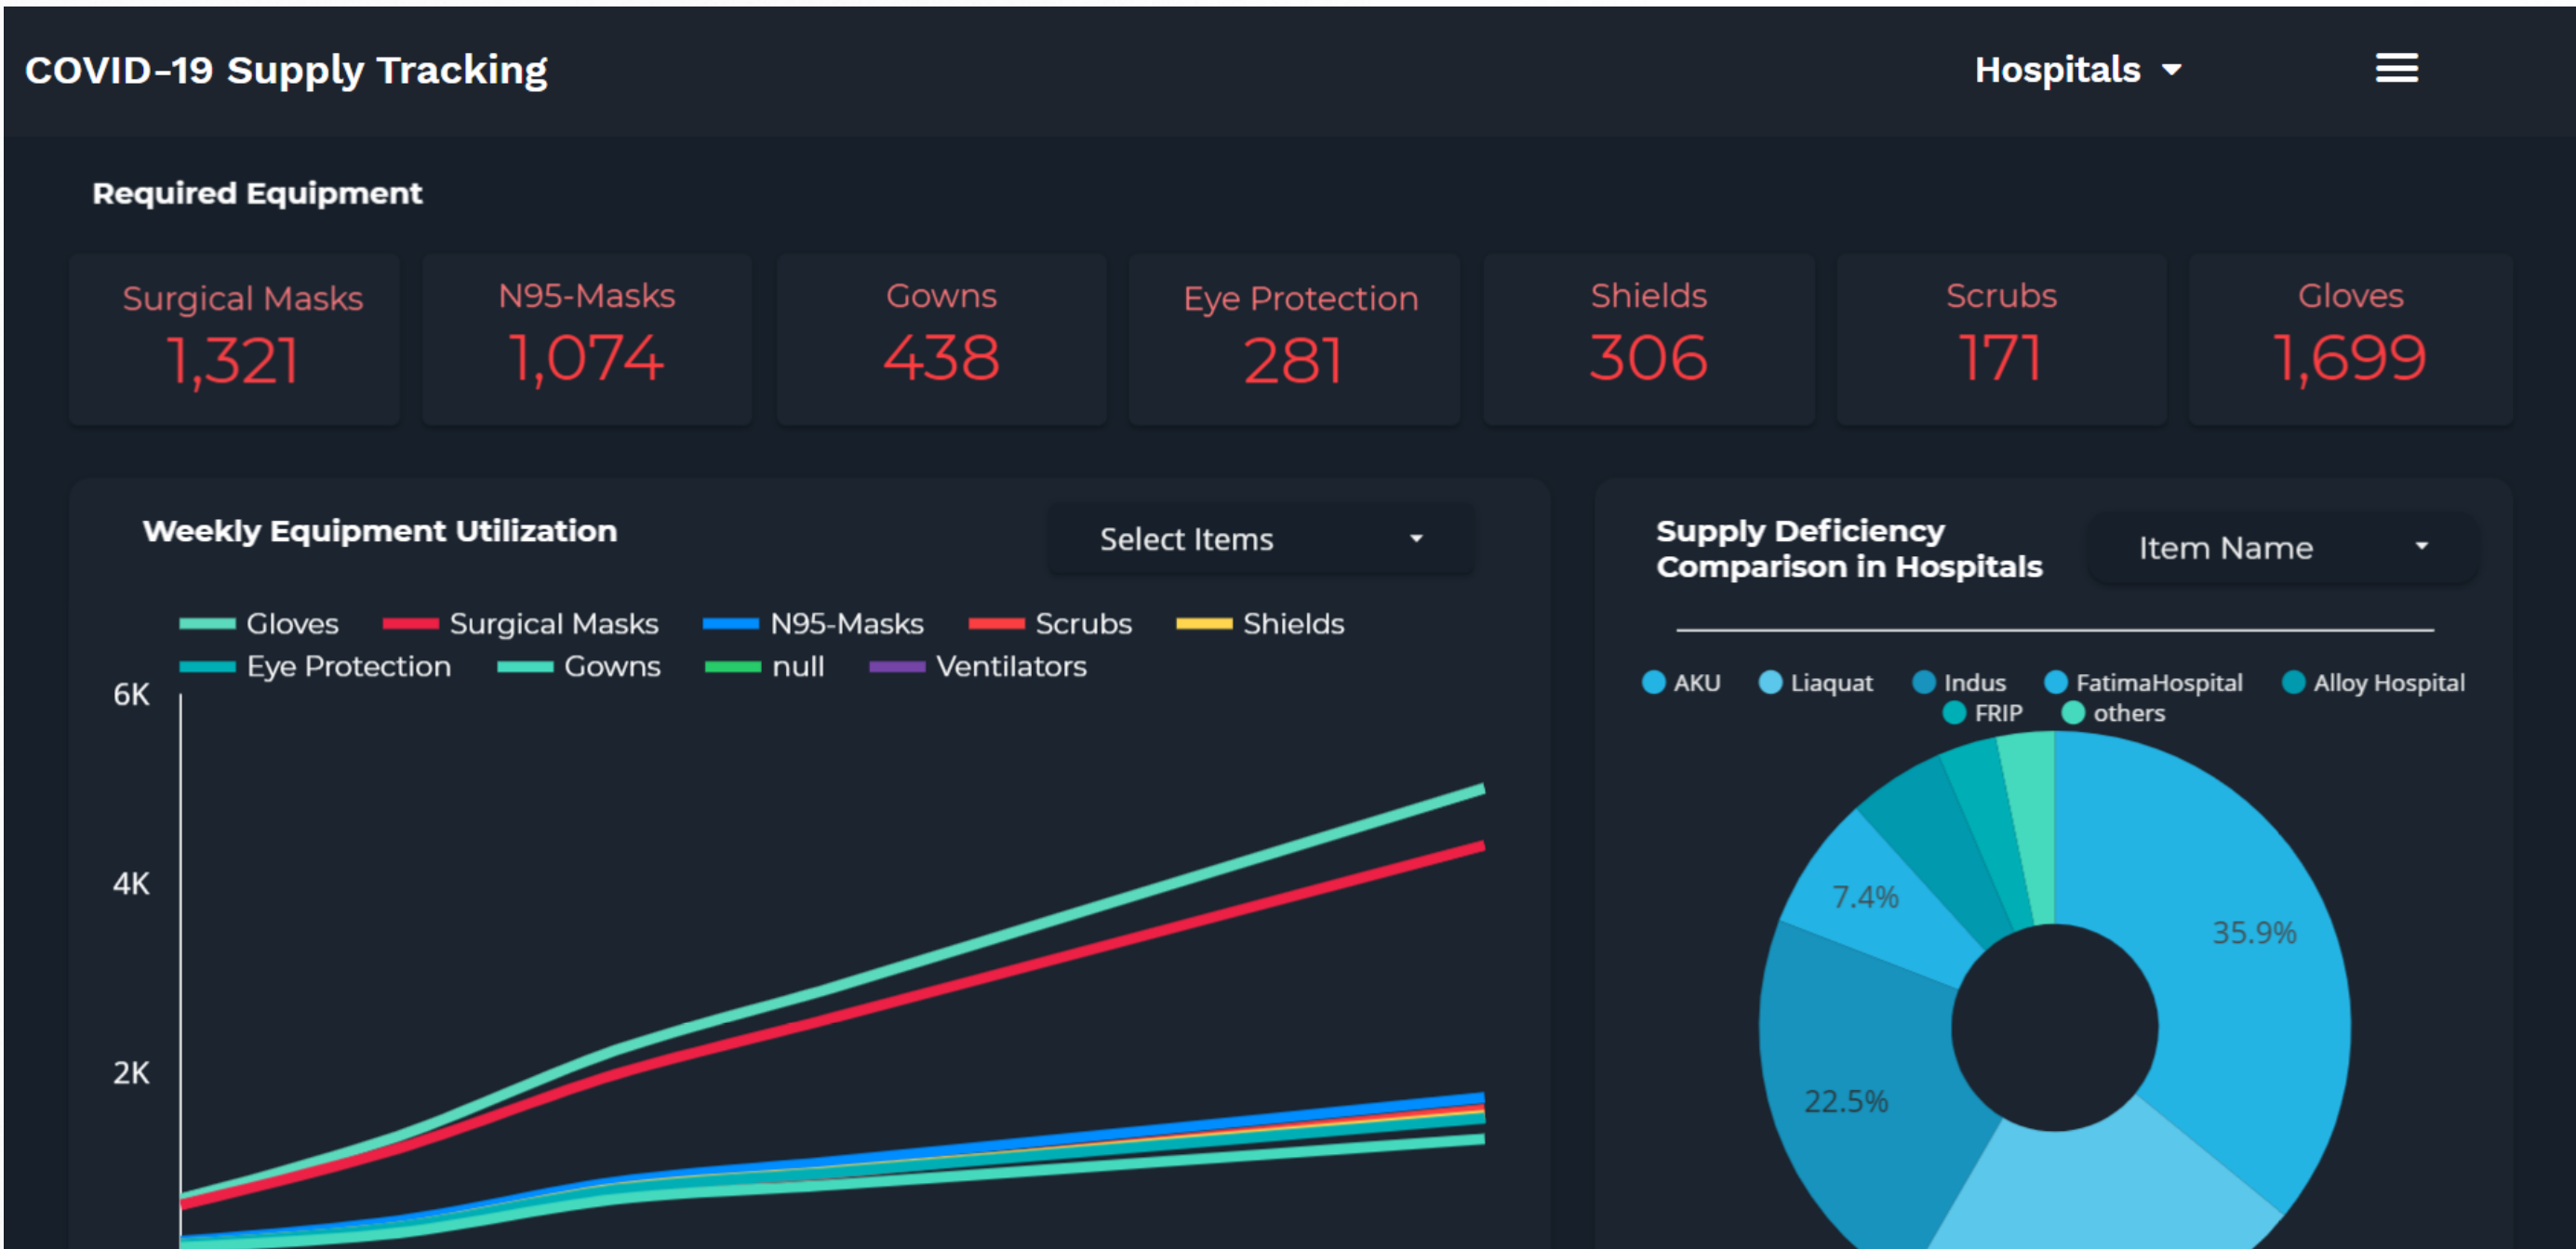 COVID-19 Supply Tracking
Hospitals
Required Equipment
Surgical Masks
1,321
N95-Masks
1,074
Gowns
438
Eye Protection
281
Shields
306
Scrubs
171
Gloves
1,699
Weekly Equipment Utilization
Select Items
Gloves Surgical Masks N95-Masks Scrubs Shields
Eye Protection Gowns null Ventilators
6K
4K
2K
Supply Deficiency
Comparison in Hospitals
Item Name
AKU Liaquat Indus FatimaHospital Alloy Hospital
FRIP others
7.4%
35.9%
22.5%